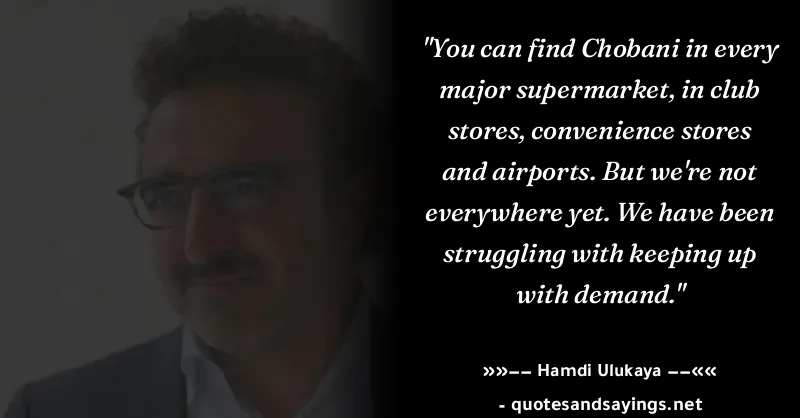 "You can find Chobani in every
major supermarket, in club
stores, convenience stores
and airports. But we're not
everywhere yet. We have been
struggling with keeping up
with demand."
»»–– Hamdi Ulukaya ––««
- quotesandsayings.net